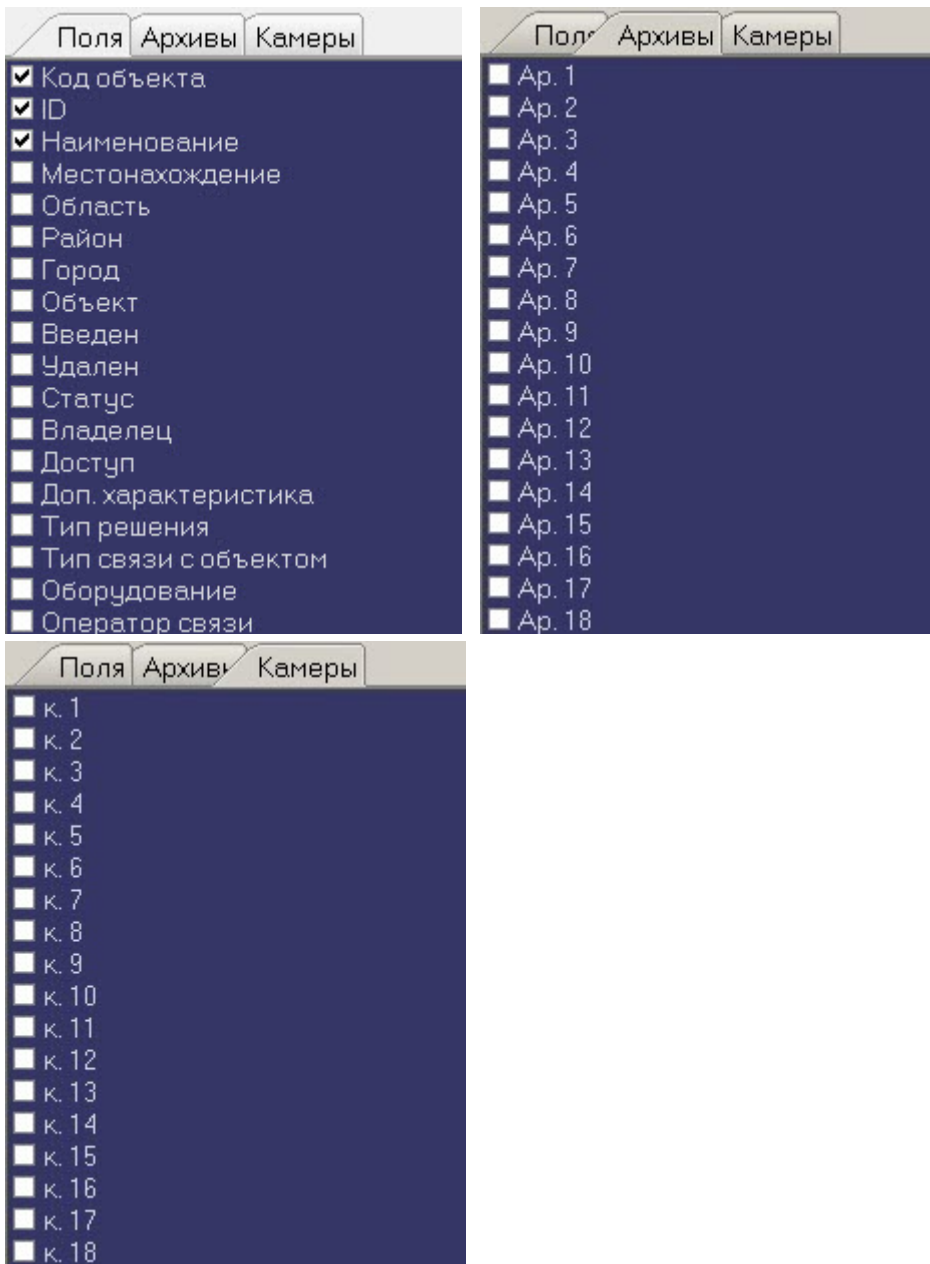 Поля Архивы Камеры
Код объекта
ID
Наименование
Местонахождение
Область
Район
Город
Объект
Введен
Удален
Статус
Владелец
Доступ
Доп. характеристика
Тип решения
Тип связи с объектом
Оборудование
Оператор связи
Поля Архивы Камеры
Ар. 1
Ар. 2
Ар. 3
Ар. 4
Ар. 5
Ар. 6
Ар. 7
Ар. 8
Ар. 9
Ар. 10
Ар. 11
Ар. 12
Ар. 13
Ар. 14
Ар. 15
Ар. 16
Ар. 17
Ар. 18
Поля Архивы Камеры
к. 1
к. 2
к. 3
к. 4
к. 5
к. 6
к. 7
к. 8
к. 9
к. 10
к. 11
к. 12
к. 13
к. 14
к. 15
к. 16
к. 17
к. 18